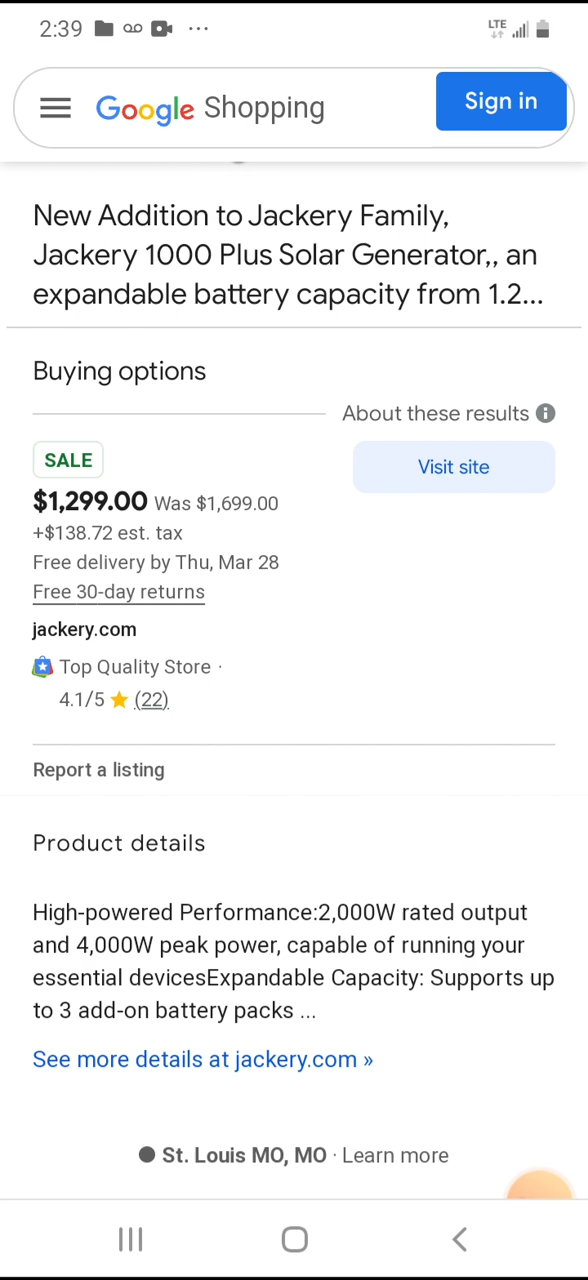 2:39
LTE
Google Shopping
Sign in
New Addition to Jackery Family,
Jackery 1000 Plus Solar Generator,, an
expandable battery capacity from 1.2...
Buying options
About these results
SALE
Visit site
$1,299.00 Was $1,699.00
+$138.72 est. tax
Free delivery by Thu, Mar 28
Free 30-day returns
jackery.com
Top Quality Store ·
4.1/5 ★ (22)
Report a listing
Product details
High-powered Performance:2,000W rated output
and 4,000W peak power, capable of running your
essential devicesExpandable Capacity: Supports up
to 3 add-on battery packs ...
See more details at jackery.com »
St. Louis MO, MO · Learn more